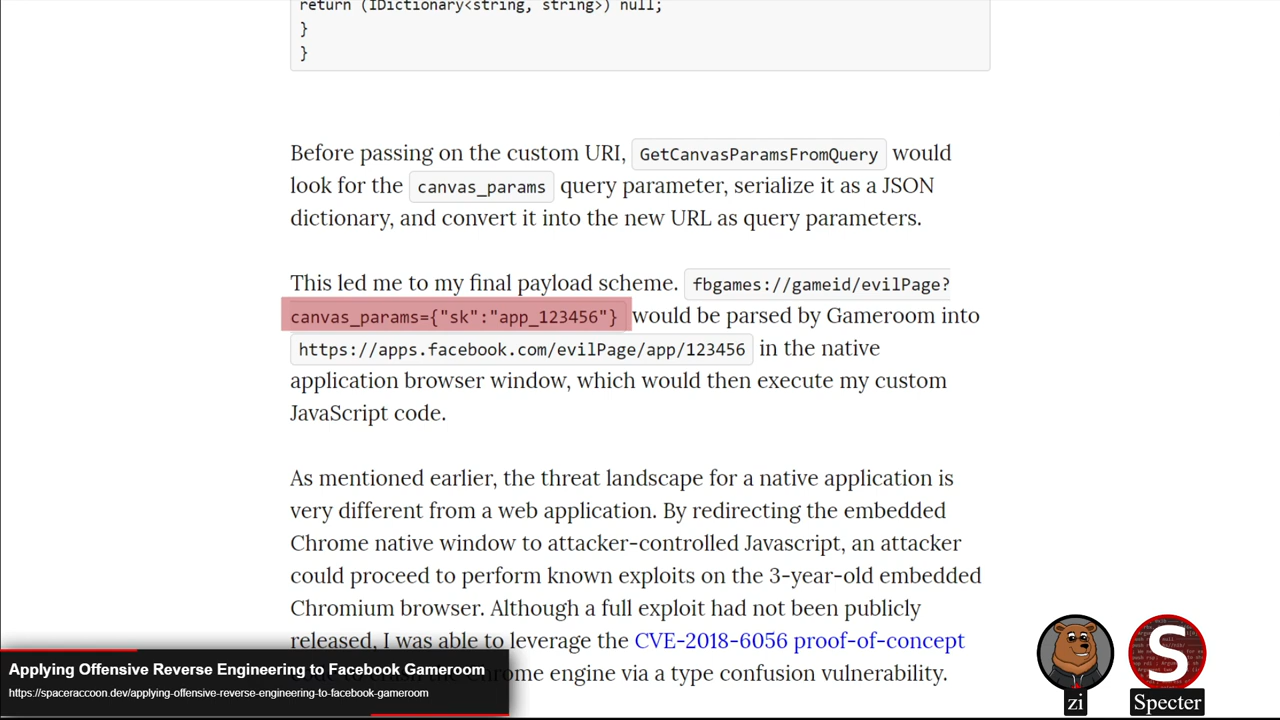 return (IDictionary<string, string>) null;
}
}
Before passing on the custom URI, GetCanvasParamsFromQuery would
look for the canvas_params query parameter, serialize it as a JSON
dictionary, and convert it into the new URL as query parameters.
This led me to my final payload scheme. fbgames://gameid/evilPage?
canvas_params={"sk":"app_123456"} would be parsed by Gameroom into
https://apps.facebook.com/evilPage/app/123456 in the native
application browser window, which would then execute my custom
JavaScript code.
As mentioned earlier, the threat landscape for a native application is
very different from a web application. By redirecting the embedded
Chrome native window to attacker-controlled Javascript, an attacker
could proceed to perform known exploits on the 3-year-old embedded
Chromium browser. Although a full exploit had not been publicly
released, I was able to leverage the CVE-2018-6056 proof-of-concept
engine via a type confusion vulnerability.
Applying Offensive Reverse Engineering to Facebook Gameroom
https://spaceraccoon.dev/applying-offensive-reverse-engineering-to-facebook-gameroom
zi
S
Specter